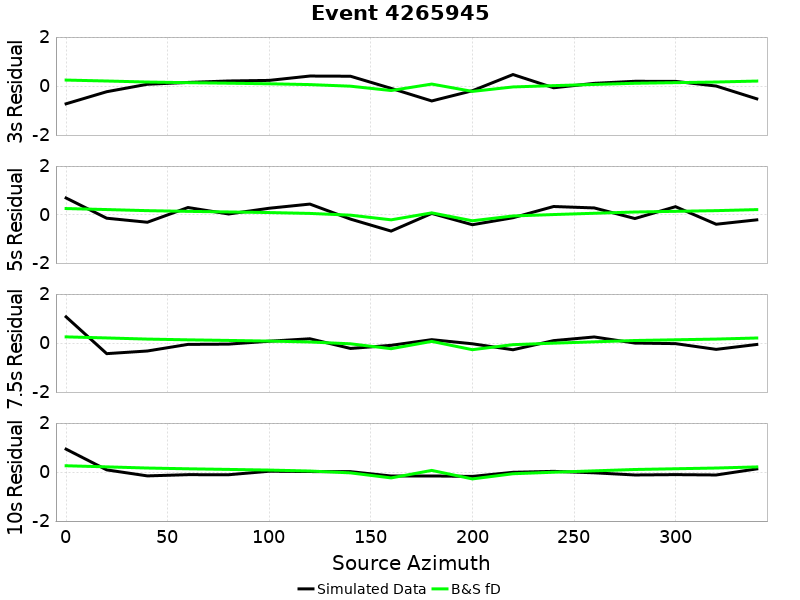 Event 4265945
3s Residual
2
0
-2
5s Residual
2
0
-2
7.5s Residual
2
0
-2
10s Residual
2
0
-2
0 50 100 150 200 250 300
Source Azimuth
Simulated Data B&S fD